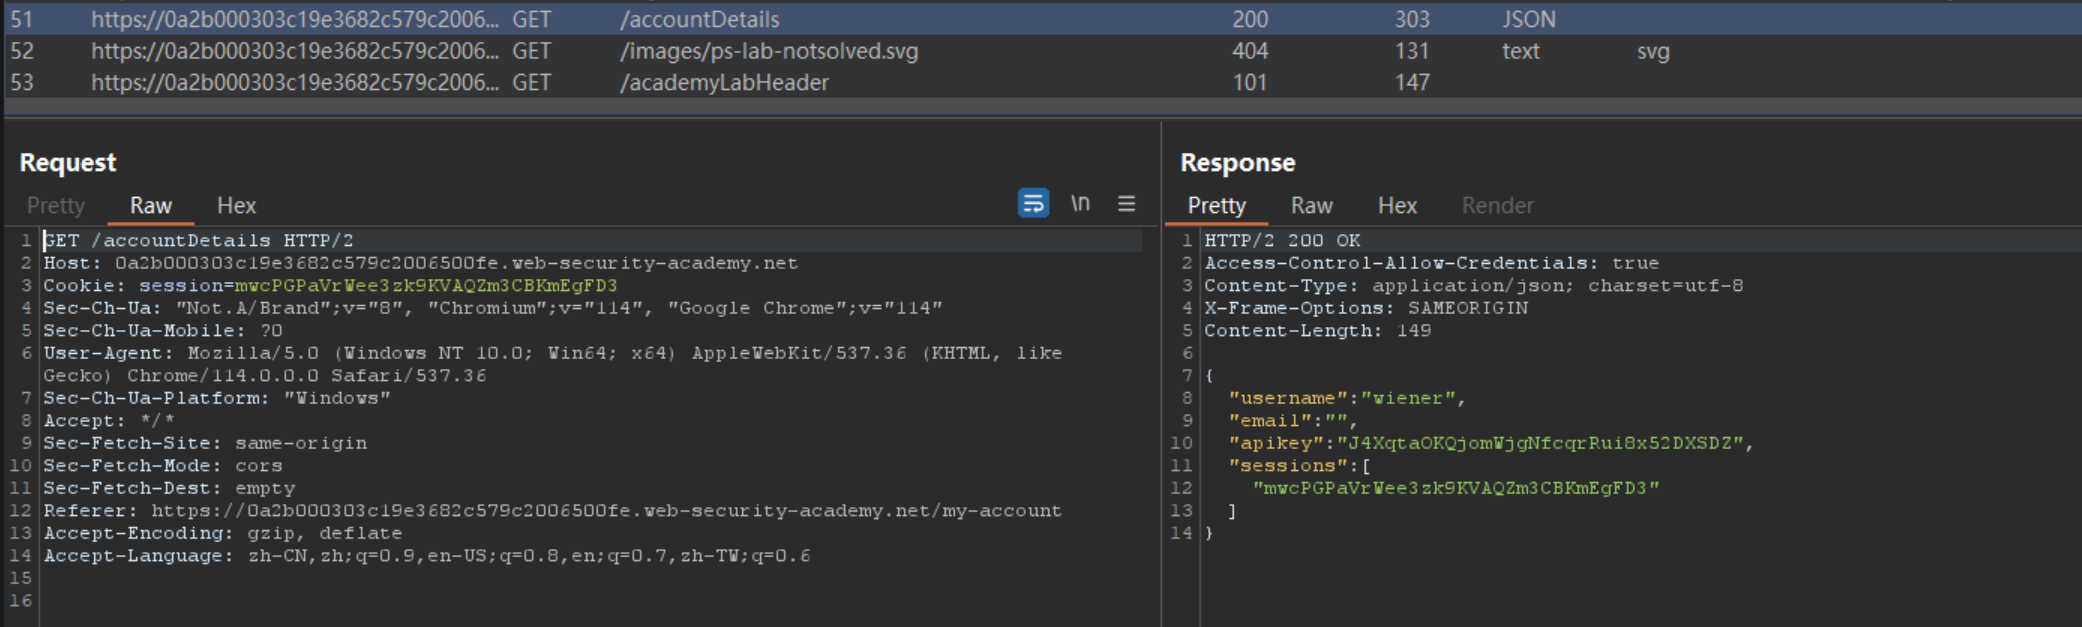 51 https://0a2b000303c19e3682c579c2006... GET /accountDetails 200 303 JSON
52 https://0a2b000303c19e3682c579c2006... GET /images/ps-lab-notsolved.svg 404 131 text svg
53 https://0a2b000303c19e3682c579c2006... GET /academyLabHeader 101 147
Request
Pretty Raw Hex \n
1 GET /accountDetails HTTP/2
2 Host: 0a2b000303c19e3682c579c2006500fe.web-security-academy.net
3 Cookie: session=mwcPGPaVrWee3zk9KVAQZm3CBKmEgFD3
4 Sec-Ch-Ua: "Not.A/Brand";v="8", "Chromium";v="114", "Google Chrome";v="114"
5 Sec-Ch-Ua-Mobile: ?0
6 User-Agent: Mozilla/5.0 (Windows NT 10.0; Win64; x64) AppleWebKit/537.36 (KHTML, like
Gecko) Chrome/114.0.0.0 Safari/537.36
7 Sec-Ch-Ua-Platform: "Windows"
8 Accept: */*
9 Sec-Fetch-Site: same-origin
10 Sec-Fetch-Mode: cors
11 Sec-Fetch-Dest: empty
12 Referer: https://0a2b000303c19e3682c579c2006500fe.web-security-academy.net/my-account
13 Accept-Encoding: gzip, deflate
14 Accept-Language: zh-CN,zh;q=0.9,en-US;q=0.8,en;q=0.7,zh-TW;q=0.6
15
16
Response
Pretty Raw Hex Render
1 HTTP/2 200 OK
2 Access-Control-Allow-Credentials: true
3 Content-Type: application/json; charset=utf-8
4 X-Frame-Options: SAMEORIGIN
5 Content-Length: 149
6
7 {
8 "username":"wiener",
9 "email":"",
10 "apikey":"J4XqtaOKQjomWjgNfcqrRui8x52DXSDZ",
11 "sessions":[
12 "mwcPGPaVrWee3zk9KVAQZm3CBKmEgFD3"
13 ]
14 }